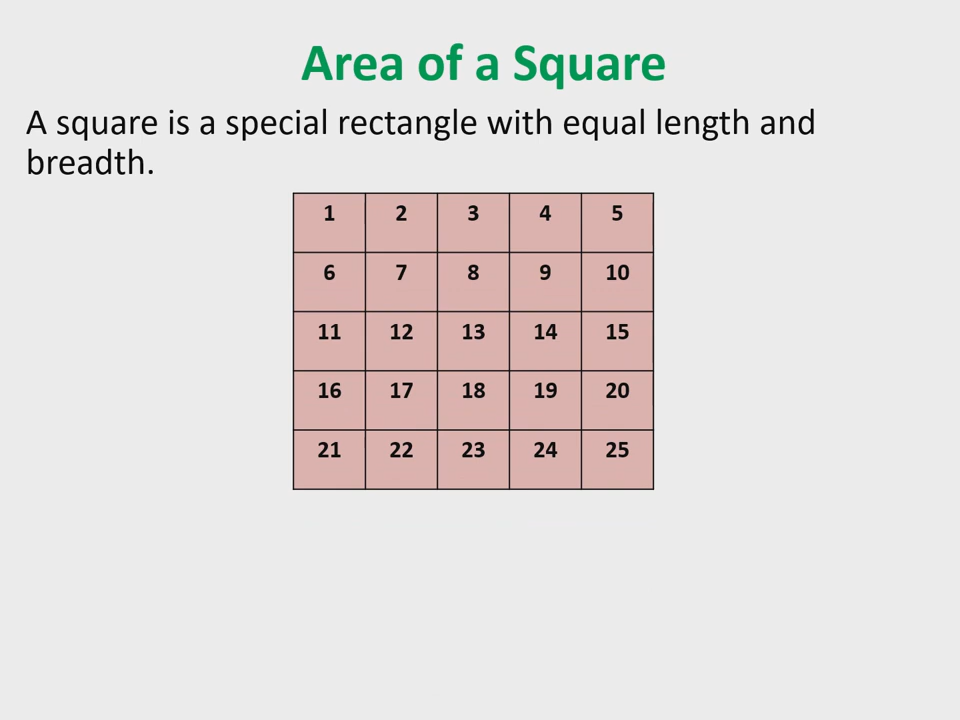 Area of a Square
A square is a special rectangle with equal length and
breadth.
1 2 3 4 5
6 7 8 9 10
11 12 13 14 15
16 17 18 19 20
21 22 23 24 25